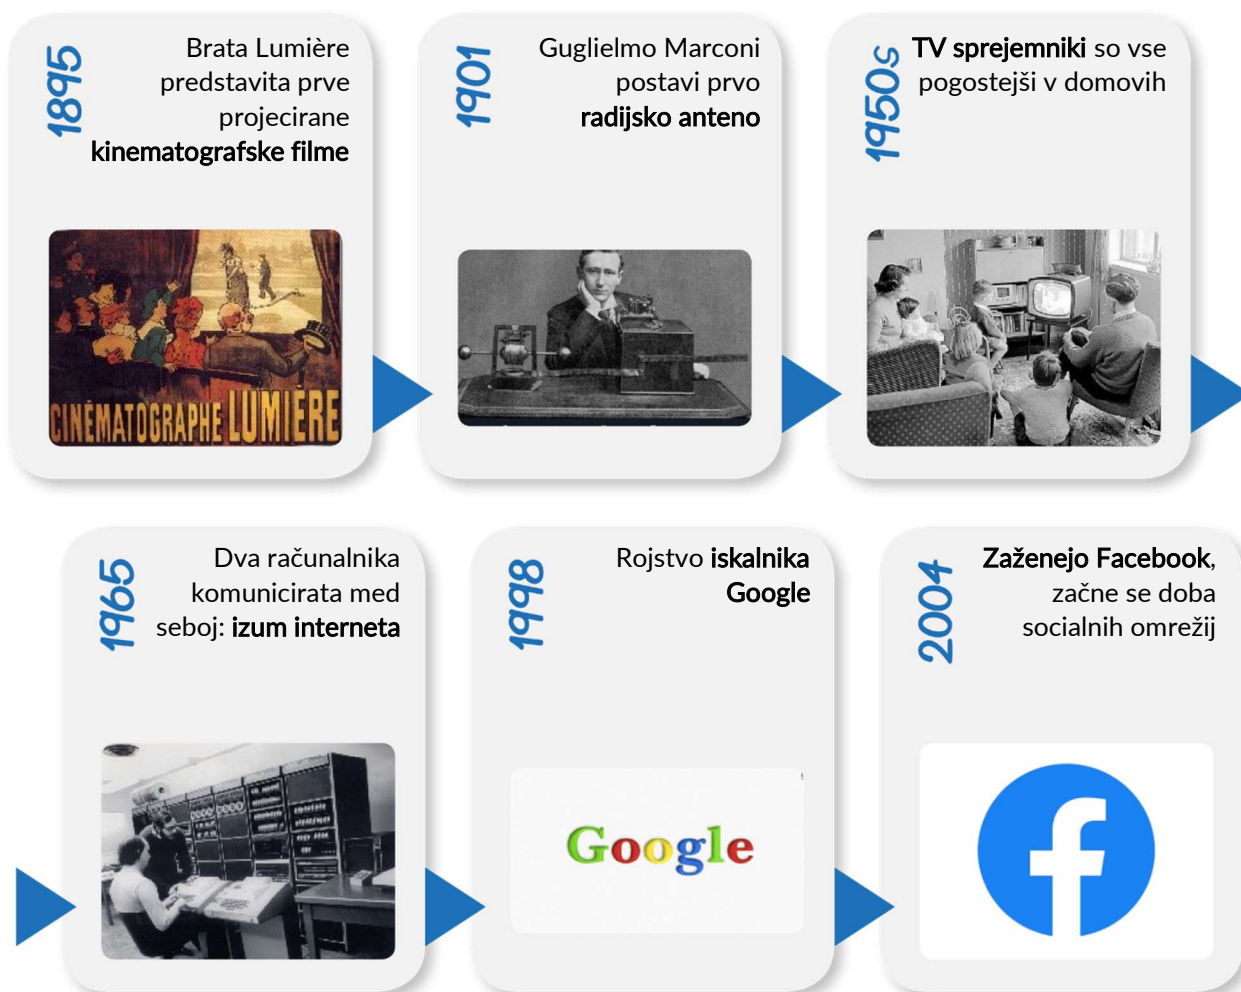 1895
Brata Lumière
predstavita prve
projecirane
kinematografske filme
CINÉMATOGRAPHE LUMIÈRE
1901
Guglielmo Marconi
postavi prvo
radijsko anteno
1950s
TV sprejemniki so vse
pogostejši v domovih
1965
Dva računalnika
komunicirata med
seboj: izum interneta
1998
Rojstvo iskalnika
Google
Google
2004
Zaženejo Facebook,
začne se doba
socialnih omrežij